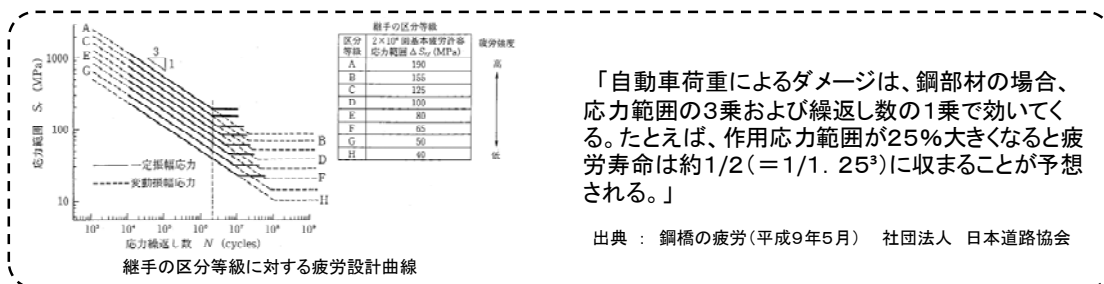 継手の区分等級
区分等級 2×10⁶回基本疲労許容応力範囲ΔSₑf (MPa) 疲労強度
A 190 高
B 155
C 125
D 100
E 80
F 65
G 50
H 40 低
応力範囲 Sᵣ (MPa)
1000
100
10
A
C
E
G
3
1
B
D
F
H
一定振幅応力
変動振幅応力
10³ 10⁴ 10⁵ 10⁶ 10⁷ 10⁸ 10⁹
応力繰返し数 N (cycles)
継手の区分等級に対する疲労設計曲線
「自動車荷重によるダメージは、鋼部材の場合、
応力範囲の3乗および繰返し数の1乗で効いてく
る。たとえば、作用応力範囲が25%大きくなると疲
労寿命は約1/2(=1/1.25³)に収まることが予想
される。」
出典 : 鋼橋の疲労(平成9年5月) 社団法人 日本道路協会